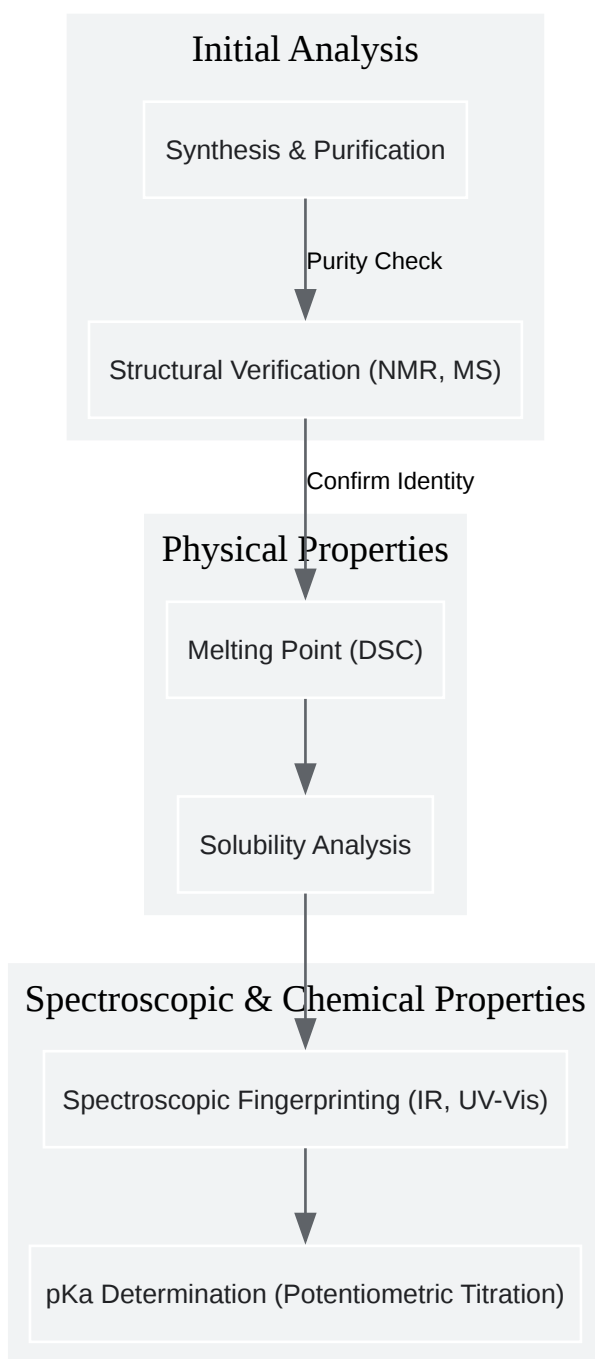 Initial Analysis
Synthesis & Purification
Purity Check
Structural Verification (NMR, MS)
Confirm Identity
Physical Properties
Melting Point (DSC)
Solubility Analysis
Spectroscopic & Chemical Properties
Spectroscopic Fingerprinting (IR, UV-Vis)
pKa Determination (Potentiometric Titration)